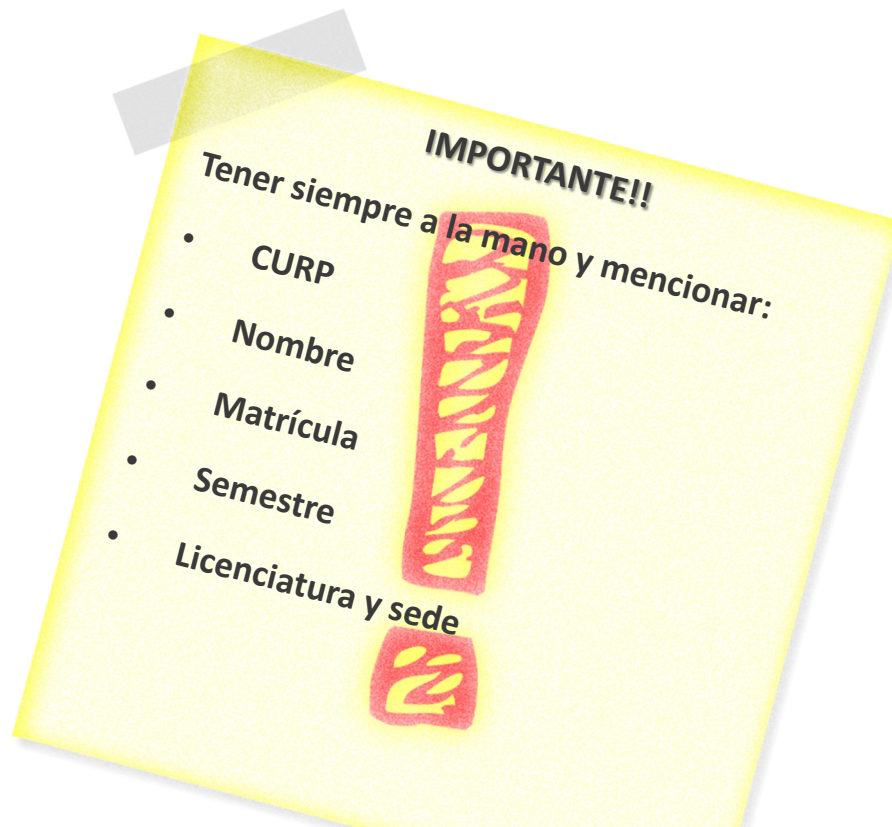 IMPORTANTE!!
Tener siempre a la mano y mencionar:
• CURP
• Nombre
• Matrícula
• Semestre
• Licenciatura y sede